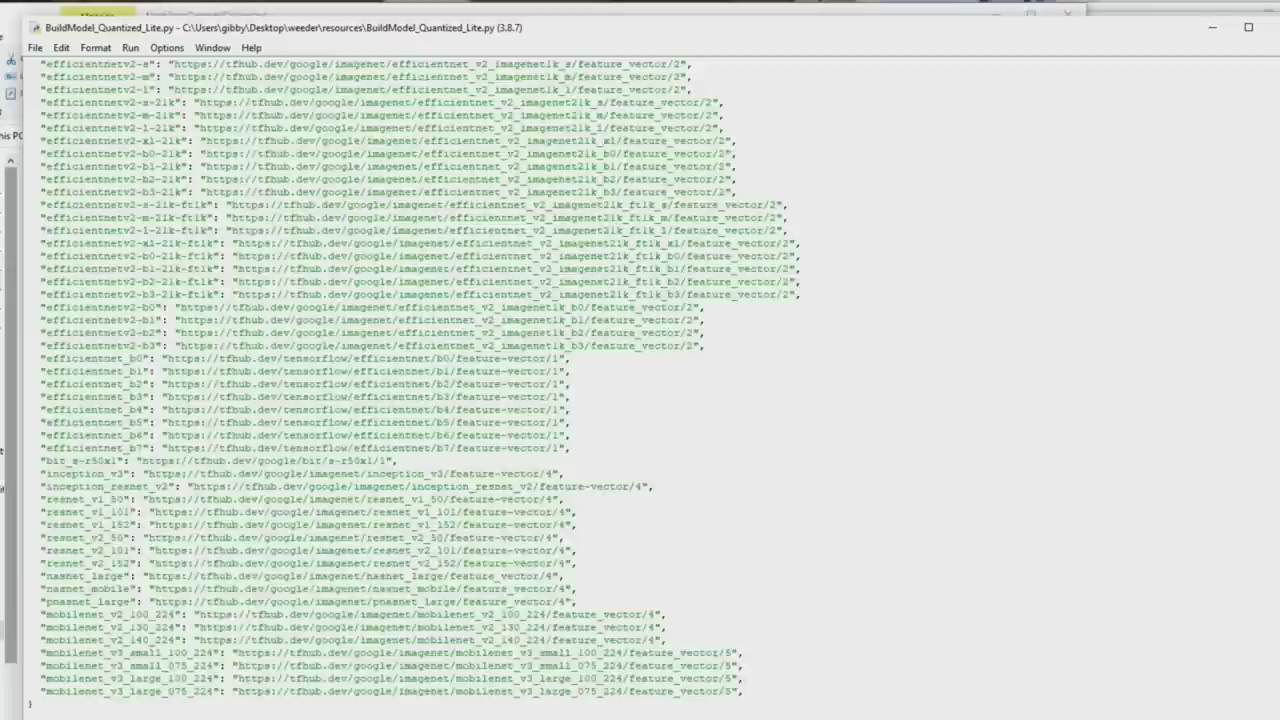 BuildModel_Quantized_Lite.py - C:\Users\gibby\Desktop\weeder\resources\BuildModel_Quantized_Lite.py (3.8.7)
File Edit Format Run Options Window Help
"efficientnetv2-s": "https://tfhub.dev/google/imagenet/efficientnet_v2_imagenet1k_s/feature_vector/2",
"efficientnetv2-m": "https://tfhub.dev/google/imagenet/efficientnet_v2_imagenet1k_m/feature_vector/2",
"efficientnetv2-l": "https://tfhub.dev/google/imagenet/efficientnet_v2_imagenet1k_l/feature_vector/2",
"efficientnetv2-s-21k": "https://tfhub.dev/google/imagenet/efficientnet_v2_imagenet21k_s/feature_vector/2",
"efficientnetv2-m-21k": "https://tfhub.dev/google/imagenet/efficientnet_v2_imagenet21k_m/feature_vector/2",
"efficientnetv2-l-21k": "https://tfhub.dev/google/imagenet/efficientnet_v2_imagenet21k_l/feature_vector/2",
"efficientnetv2-xl-21k": "https://tfhub.dev/google/imagenet/efficientnet_v2_imagenet21k_xl/feature_vector/2",
"efficientnetv2-b0-21k": "https://tfhub.dev/google/imagenet/efficientnet_v2_imagenet21k_b0/feature_vector/2",
"efficientnetv2-b1-21k": "https://tfhub.dev/google/imagenet/efficientnet_v2_imagenet21k_b1/feature_vector/2",
"efficientnetv2-b2-21k": "https://tfhub.dev/google/imagenet/efficientnet_v2_imagenet21k_b2/feature_vector/2",
"efficientnetv2-b3-21k": "https://tfhub.dev/google/imagenet/efficientnet_v2_imagenet21k_b3/feature_vector/2",
"efficientnetv2-s-21k-ft1k": "https://tfhub.dev/google/imagenet/efficientnet_v2_imagenet21k_ft1k_s/feature_vector/2",
"efficientnetv2-m-21k-ft1k": "https://tfhub.dev/google/imagenet/efficientnet_v2_imagenet21k_ft1k_m/feature_vector/2",
"efficientnetv2-l-21k-ft1k": "https://tfhub.dev/google/imagenet/efficientnet_v2_imagenet21k_ft1k_l/feature_vector/2",
"efficientnetv2-xl-21k-ft1k": "https://tfhub.dev/google/imagenet/efficientnet_v2_imagenet21k_ft1k_xl/feature_vector/2",
"efficientnetv2-b0-21k-ft1k": "https://tfhub.dev/google/imagenet/efficientnet_v2_imagenet21k_ft1k_b0/feature_vector/2",
"efficientnetv2-b1-21k-ft1k": "https://tfhub.dev/google/imagenet/efficientnet_v2_imagenet21k_ft1k_b1/feature_vector/2",
"efficientnetv2-b2-21k-ft1k": "https://tfhub.dev/google/imagenet/efficientnet_v2_imagenet21k_ft1k_b2/feature_vector/2",
"efficientnetv2-b3-21k-ft1k": "https://tfhub.dev/google/imagenet/efficientnet_v2_imagenet21k_ft1k_b3/feature_vector/2",
"efficientnetv2-b0": "https://tfhub.dev/google/imagenet/efficientnet_v2_imagenet1k_b0/feature_vector/2",
"efficientnetv2-b1": "https://tfhub.dev/google/imagenet/efficientnet_v2_imagenet1k_b1/feature_vector/2",
"efficientnetv2-b2": "https://tfhub.dev/google/imagenet/efficientnet_v2_imagenet1k_b2/feature_vector/2",
"efficientnetv2-b3": "https://tfhub.dev/google/imagenet/efficientnet_v2_imagenet1k_b3/feature_vector/2",
"efficientnet_b0": "https://tfhub.dev/tensorflow/efficientnet/b0/feature-vector/1",
"efficientnet_b1": "https://tfhub.dev/tensorflow/efficientnet/b1/feature-vector/1",
"efficientnet_b2": "https://tfhub.dev/tensorflow/efficientnet/b2/feature-vector/1",
"efficientnet_b3": "https://tfhub.dev/tensorflow/efficientnet/b3/feature-vector/1",
"efficientnet_b4": "https://tfhub.dev/tensorflow/efficientnet/b4/feature-vector/1",
"efficientnet_b5": "https://tfhub.dev/tensorflow/efficientnet/b5/feature-vector/1",
"efficientnet_b6": "https://tfhub.dev/tensorflow/efficientnet/b6/feature-vector/1",
"efficientnet_b7": "https://tfhub.dev/tensorflow/efficientnet/b7/feature-vector/1",
"bit_s-r50x1": "https://tfhub.dev/google/bit/s-r50x1/1",
"inception_v3": "https://tfhub.dev/google/imagenet/inception_v3/feature-vector/4",
"inception_resnet_v2": "https://tfhub.dev/google/imagenet/inception_resnet_v2/feature-vector/4",
"resnet_v1_50": "https://tfhub.dev/google/imagenet/resnet_v1_50/feature-vector/4",
"resnet_v1_101": "https://tfhub.dev/google/imagenet/resnet_v1_101/feature-vector/4",
"resnet_v1_152": "https://tfhub.dev/google/imagenet/resnet_v1_152/feature-vector/4",
"resnet_v2_50": "https://tfhub.dev/google/imagenet/resnet_v2_50/feature-vector/4",
"resnet_v2_101": "https://tfhub.dev/google/imagenet/resnet_v2_101/feature-vector/4",
"resnet_v2_152": "https://tfhub.dev/google/imagenet/resnet_v2_152/feature-vector/4",
"nasnet_large": "https://tfhub.dev/google/imagenet/nasnet_large/feature_vector/4",
"nasnet_mobile": "https://tfhub.dev/google/imagenet/nasnet_mobile/feature_vector/4",
"pnasnet_large": "https://tfhub.dev/google/imagenet/pnasnet_large/feature_vector/4",
"mobilenet_v2_100_224": "https://tfhub.dev/google/imagenet/mobilenet_v2_100_224/feature_vector/4",
"mobilenet_v2_130_224": "https://tfhub.dev/google/imagenet/mobilenet_v2_130_224/feature_vector/4",
"mobilenet_v2_140_224": "https://tfhub.dev/google/imagenet/mobilenet_v2_140_224/feature_vector/4",
"mobilenet_v3_small_100_224": "https://tfhub.dev/google/imagenet/mobilenet_v3_small_100_224/feature_vector/5",
"mobilenet_v3_small_075_224": "https://tfhub.dev/google/imagenet/mobilenet_v3_small_075_224/feature_vector/5",
"mobilenet_v3_large_100_224": "https://tfhub.dev/google/imagenet/mobilenet_v3_large_100_224/feature_vector/5",
"mobilenet_v3_large_075_224": "https://tfhub.dev/google/imagenet/mobilenet_v3_large_075_224/feature_vector/5",
}